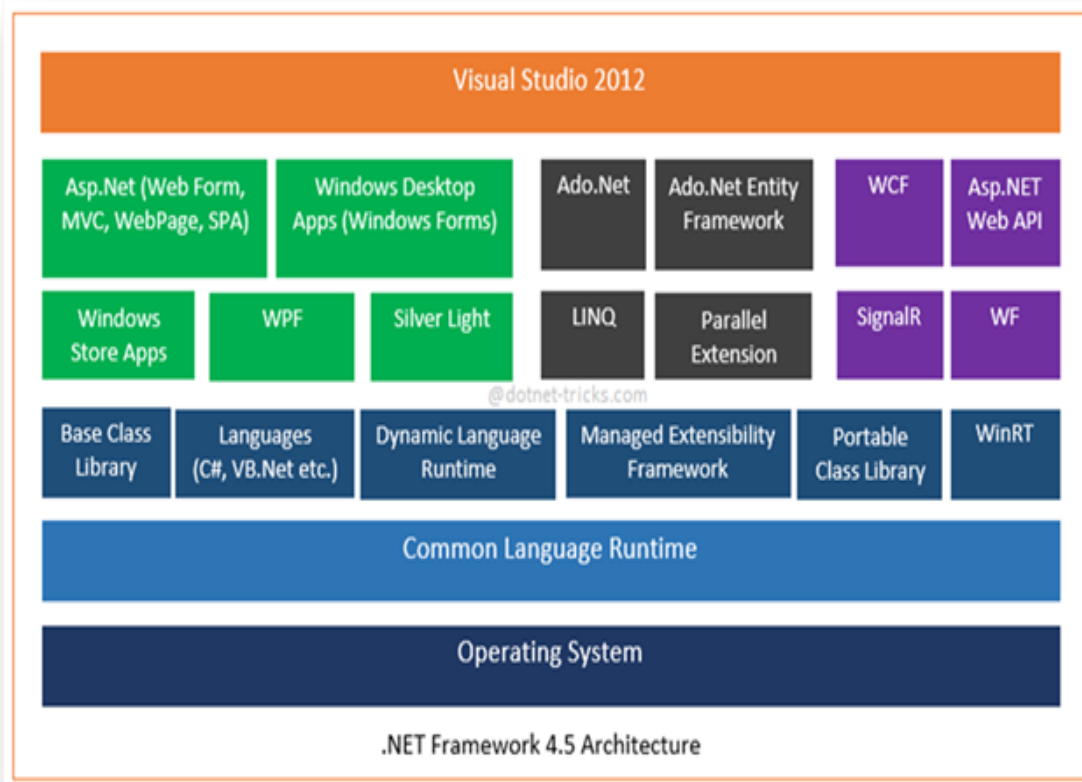 Visual Studio 2012
Asp.Net (Web Form,
MVC, WebPage, SPA)
Windows Desktop
Apps (Windows Forms)
Ado.Net
Ado.Net Entity
Framework
WCF
Asp.NET
Web API
Windows
Store Apps
WPF
Silver Light
LINQ
Parallel
Extension
SignalR
WF
@dotnet-tricks.com
Base Class
Library
Languages
(C#, VB.Net etc.)
Dynamic Language
Runtime
Managed Extensibility
Framework
Portable
Class Library
WinRT
Common Language Runtime
Operating System
.NET Framework 4.5 Architecture